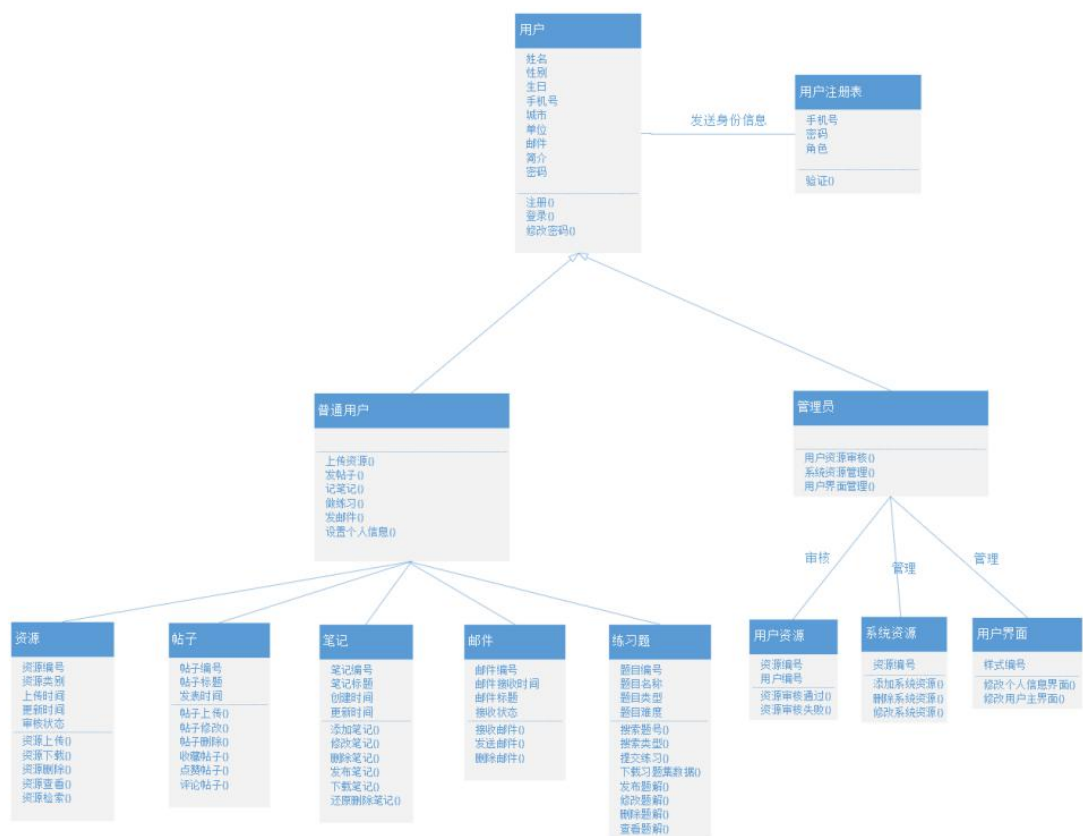 用户
姓名
性别
生日
手机号
城市
单位
邮件
简介
密码
注册()
登录()
修改密码()
发送身份信息
用户注册表
手机号
密码
角色
验证()
普通用户
上传资源()
发帖子()
记笔记()
做练习()
发邮件()
设置个人信息()
管理员
用户资源审核()
系统资源管理()
用户界面管理()
审核
管理
管理
资源
资源编号
资源类别
上传时间
更新时间
审核状态
资源上传()
资源下载()
资源删除()
资源查看()
资源检索()
帖子
帖子编号
帖子标题
发表时间
帖子上传()
帖子修改()
帖子删除()
收藏帖子()
点赞帖子()
评论帖子()
笔记
笔记编号
笔记标题
创建时间
更新时间
添加笔记()
修改笔记()
删除笔记()
发布笔记()
下载笔记()
还原删除笔记()
邮件
邮件编号
邮件接收时间
邮件标题
接收状态
接收邮件()
发送邮件()
删除邮件()
练习题
题目编号
题目名称
题目类型
题目难度
搜索题号()
搜索类型()
提交练习()
下载习题集数据()
发布题解()
修改题解()
删除题解()
查看题解()
用户资源
资源编号
用户编号
资源审核通过()
资源审核失败()
系统资源
资源编号
添加系统资源()
删除系统资源()
修改系统资源()
用户界面
样式编号
修改个人信息界面()
修改用户主界面()